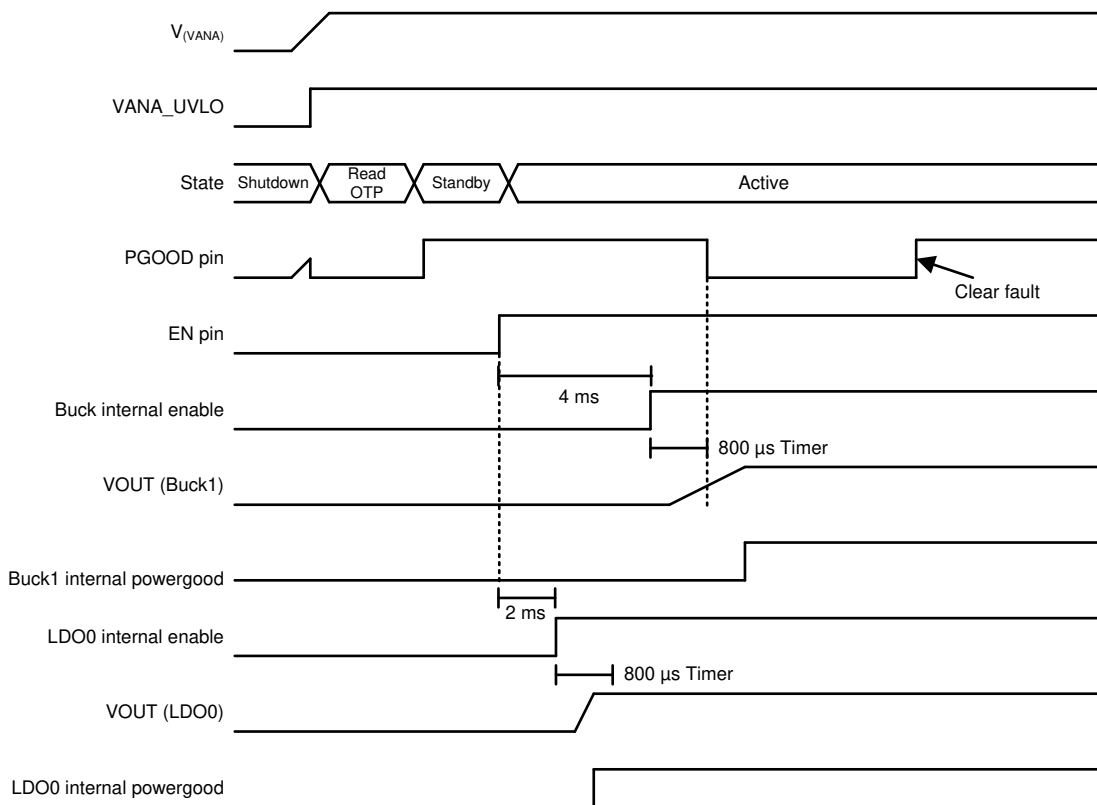 V(VANA)
VANA_UVLO
State
Shutdown
Read
OTP
Standby
Active
PGOOD pin
Clear fault
EN pin
4 ms
Buck internal enable
800 µs Timer
VOUT (Buck1)
Buck1 internal powergood
2 ms
LDO0 internal enable
800 µs Timer
VOUT (LDO0)
LDO0 internal powergood